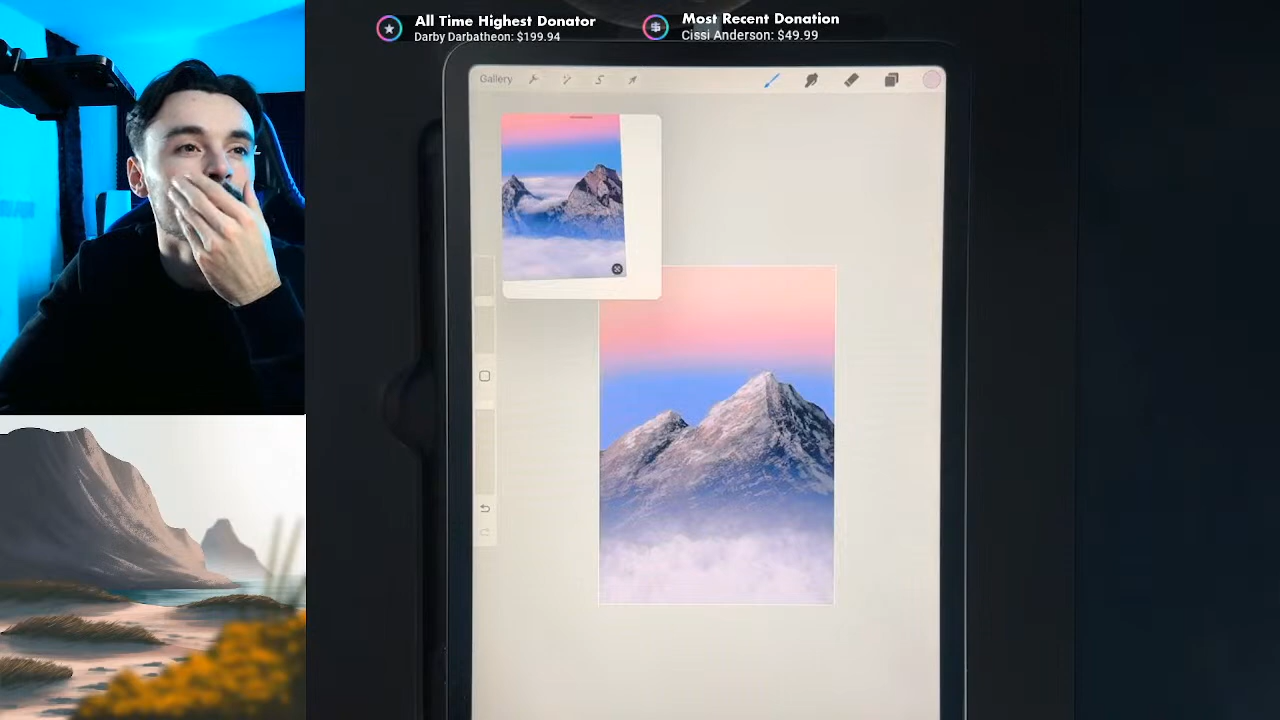 All Time Highest Donator
Darby Darbatheon: $199.94
Most Recent Donation
Cissi Anderson: $49.99
Gallery